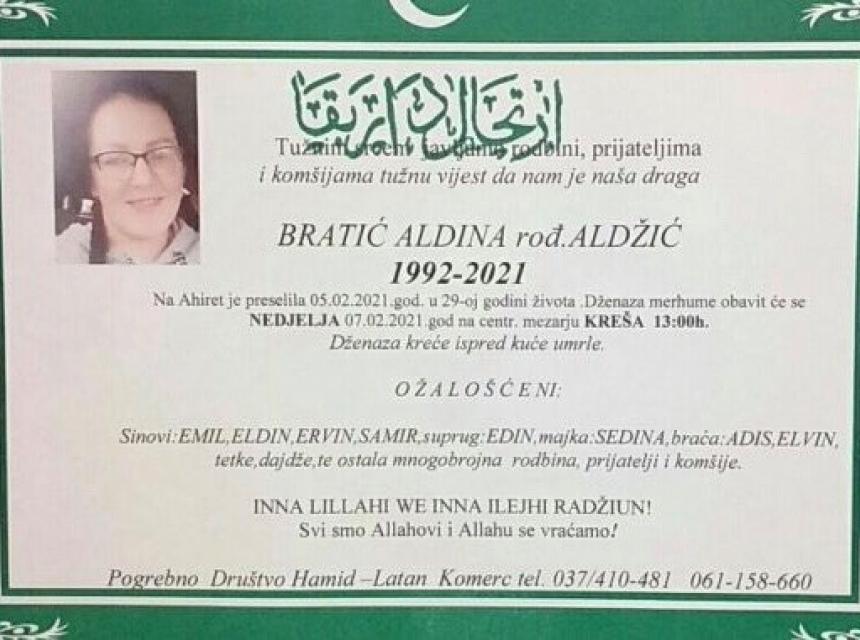 Tužnim srcem javljamo rodbini, prijateljima
i komšijama tužnu vijest da nam je naša draga
BRATIĆ ALDINA rođ.ALDŽIĆ
1992-2021
Na Ahiret je preselila 05.02.2021.god. u 29-oj godini života .Dženaza merhume obavit će se
NEDJELJA 07.02.2021.god na centr. mezarju KREŠA 13:00h.
Dženaza kreće ispred kuće umrle.
OŽALOŠĆENI:
Sinovi:EMIL,ELDIN,ERVIN,SAMIR,suprug:EDIN,majka:SEDINA,braća:ADIS,ELVIN,
tetke,dajdže,te ostala mnogobrojna rodbina, prijatelji i komšije.
INNA LILLAHI WE INNA ILEJHI RADŽIUN!
Svi smo Allahovi i Allahu se vraćamo!
Pogrebno Društvo Hamid –Latan Komerc tel. 037/410-481 061-158-660